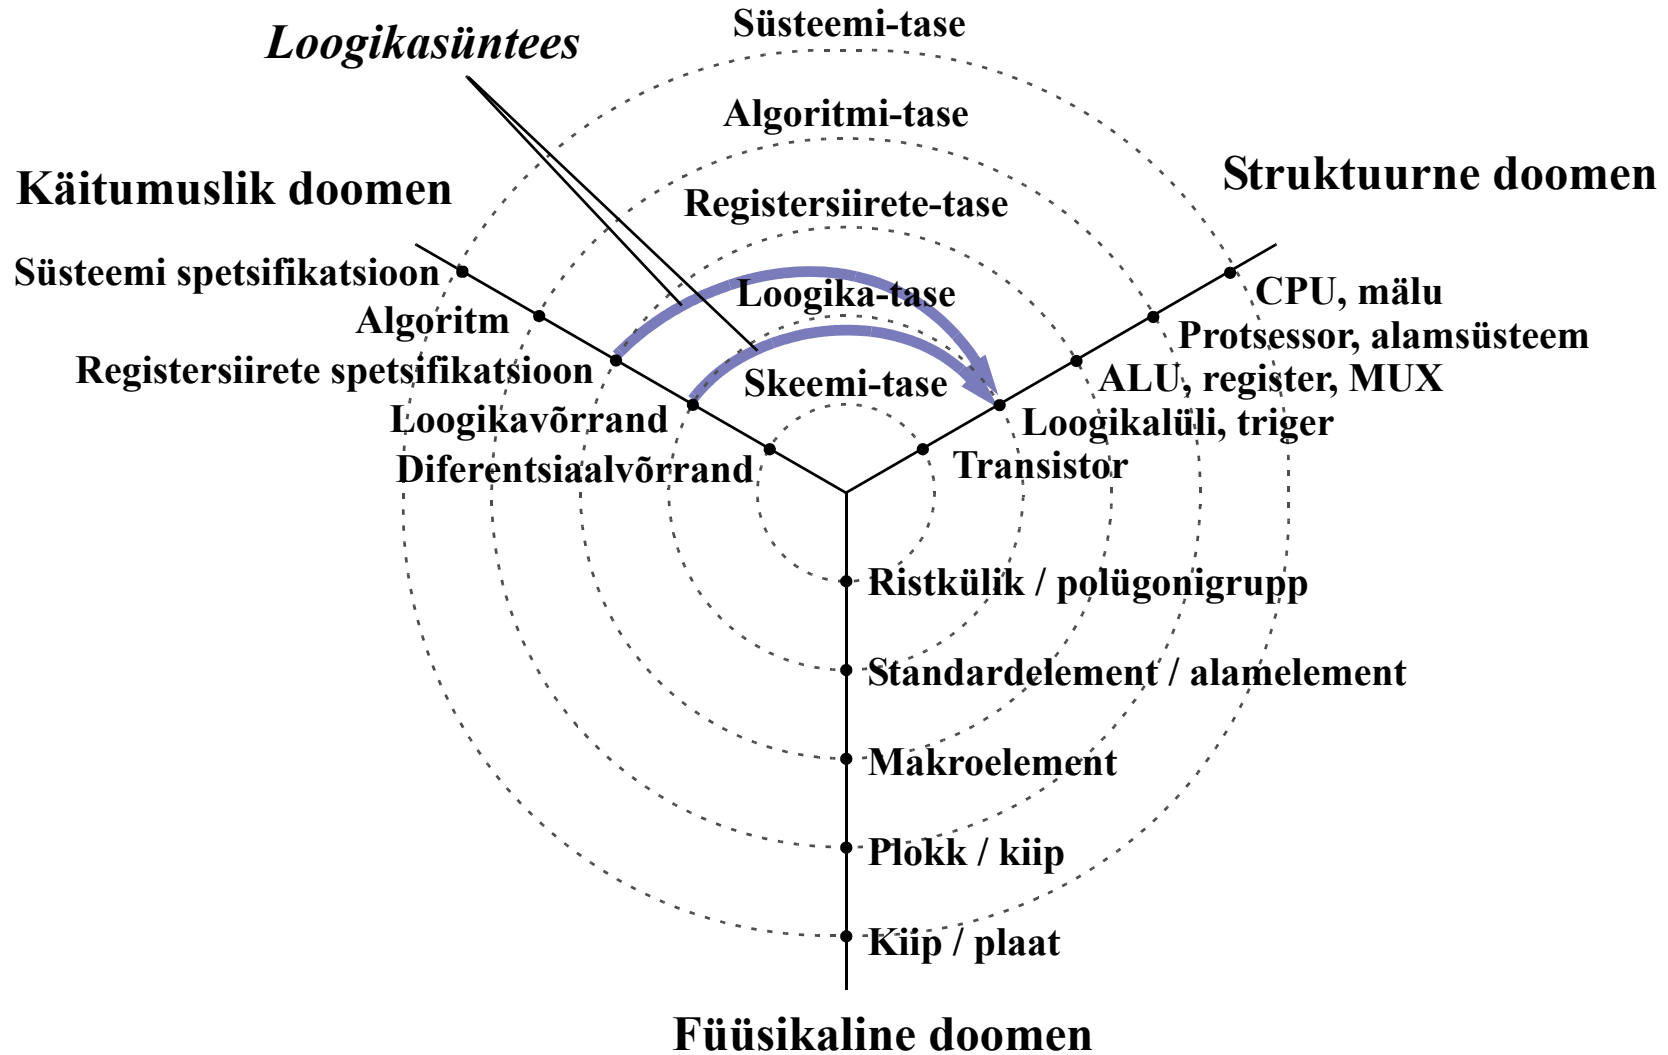 Süsteemi-tase
Loogikasüntees
Algoritmi-tase
Käitumuslik doomen
Struktuurne doomen
Registersiirete-tase
Süsteemi spetsifikatsioon
Algoritm
Registersiirete spetsifikatsioon
Loogikavõrrand
Diferentsiaalvõrrand
Loogika-tase
Skeemi-tase
CPU, mälu
Protsessor, alamsüsteem
ALU, register, MUX
Loogikalüli, triger
Transistor
Ristkülik / polügonigrupp
Standardelement / alamelement
Makroelement
Plokk / kiip
Kiip / plaat
Füüsikaline doomen